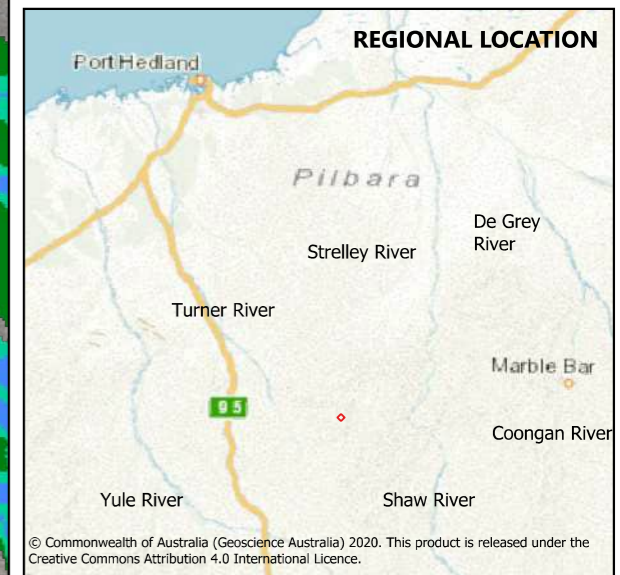 REGIONAL LOCATION
Port Hedland
Pilbara
De Grey
River
Strelley River
Turner River
Marble Bar
95
Coongan River
Yule River
Shaw River
© Commonwealth of Australia (Geoscience Australia) 2020. This product is released under the
Creative Commons Attribution 4.0 International Licence.